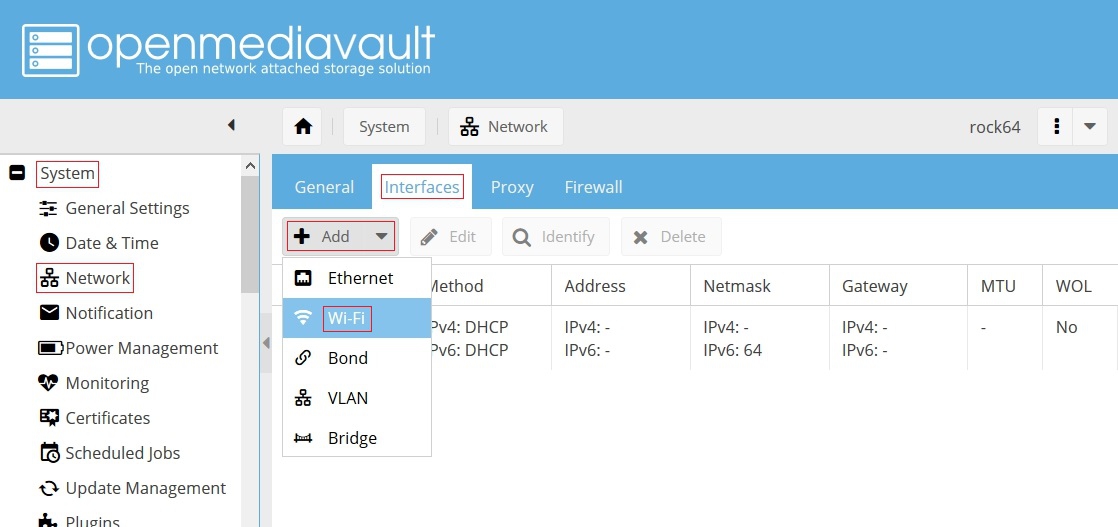 openmediavault
The open network attached storage solution
System
Network
rock64
System
General Settings
Date & Time
Network
Notification
Power Management
Monitoring
Certificates
Scheduled Jobs
Update Management
Plugins
General
Interfaces
Proxy
Firewall
Add
Edit
Identify
Delete
Ethernet
Wi-Fi
Bond
VLAN
Bridge
Method Address Netmask Gateway MTU WOL
IPv4: DHCP IPv4: - IPv4: - IPv4: - - No
IPv6: DHCP IPv6: - IPv6: 64 IPv6: -